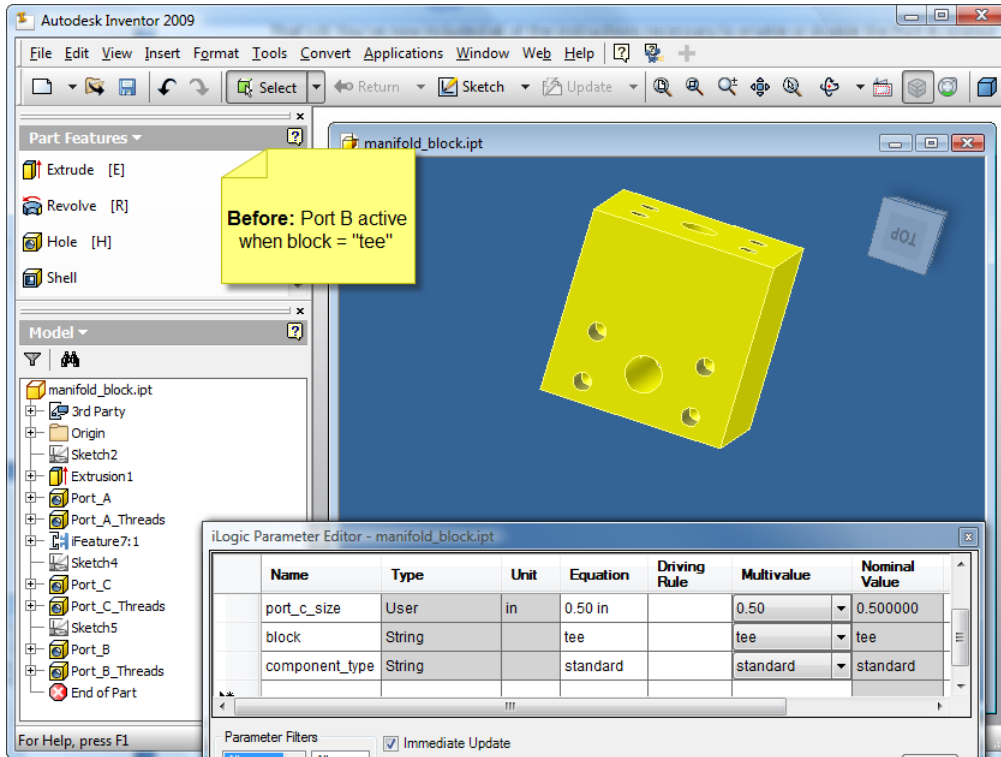 Autodesk Inventor 2009
File Edit View Insert Format Tools Convert Applications Window Web Help
Select Return Sketch Update
Part Features
manifold_block.ipt
Extrude [E]
Revolve [R]
Hole [H]
Shell
Before: Port B active
when block = "tee"
TOP
Model
manifold_block.ipt
3rd Party
Origin
Sketch2
Extrusion1
Port_A
Port_A_Threads
iFeature7:1
Sketch4
Port_C
Port_C_Threads
Sketch5
Port_B
Port_B_Threads
End of Part
For Help, press F1
iLogic Parameter Editor - manifold_block.ipt
Name Type Unit Equation Driving Rule Multivalue Nominal Value
port_c_size User in 0.50 in 0.50 0.500000
block String tee tee tee
component_type String standard standard standard
Parameter Filters
Immediate Update